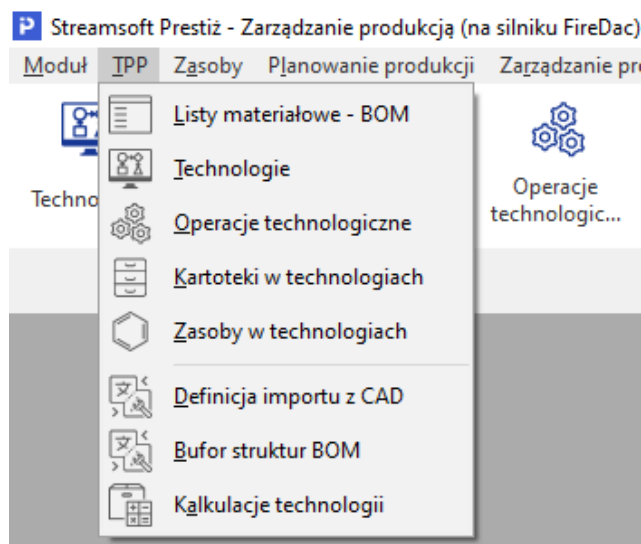 Streamsoft Prestiż - Zarządzanie produkcją (na silniku FireDac)
Moduł TPP Zasoby Planowanie produkcji Zarządzanie pr
Listy materiałowe - BOM
Technologie
Operacje technologiczne
Kartoteki w technologiach
Zasoby w technologiach
Definicja importu z CAD
Bufor struktur BOM
Kalkulacje technologii
Techno
Operacje
technologic...